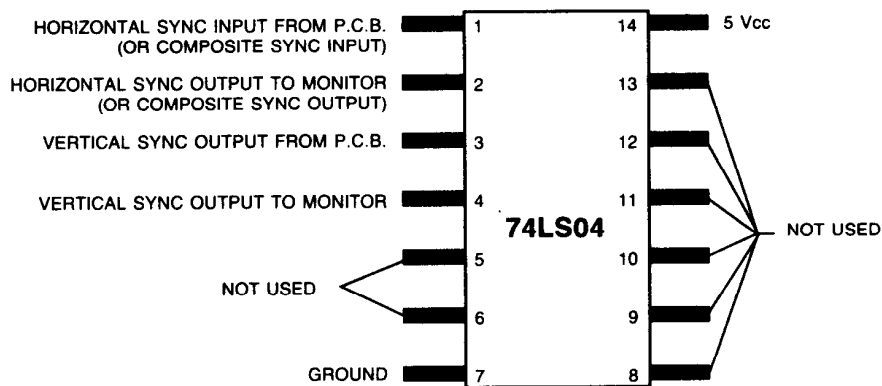 HORIZONTAL SYNC INPUT FROM P.C.B.
(OR COMPOSITE SYNC INPUT)
HORIZONTAL SYNC OUTPUT TO MONITOR
(OR COMPOSITE SYNC OUTPUT)
VERTICAL SYNC OUTPUT FROM P.C.B.
VERTICAL SYNC OUTPUT TO MONITOR
NOT USED
GROUND
1
2
3
4
5
6
7
74LS04
14
13
12
11
10
9
8
5 Vcc
NOT USED